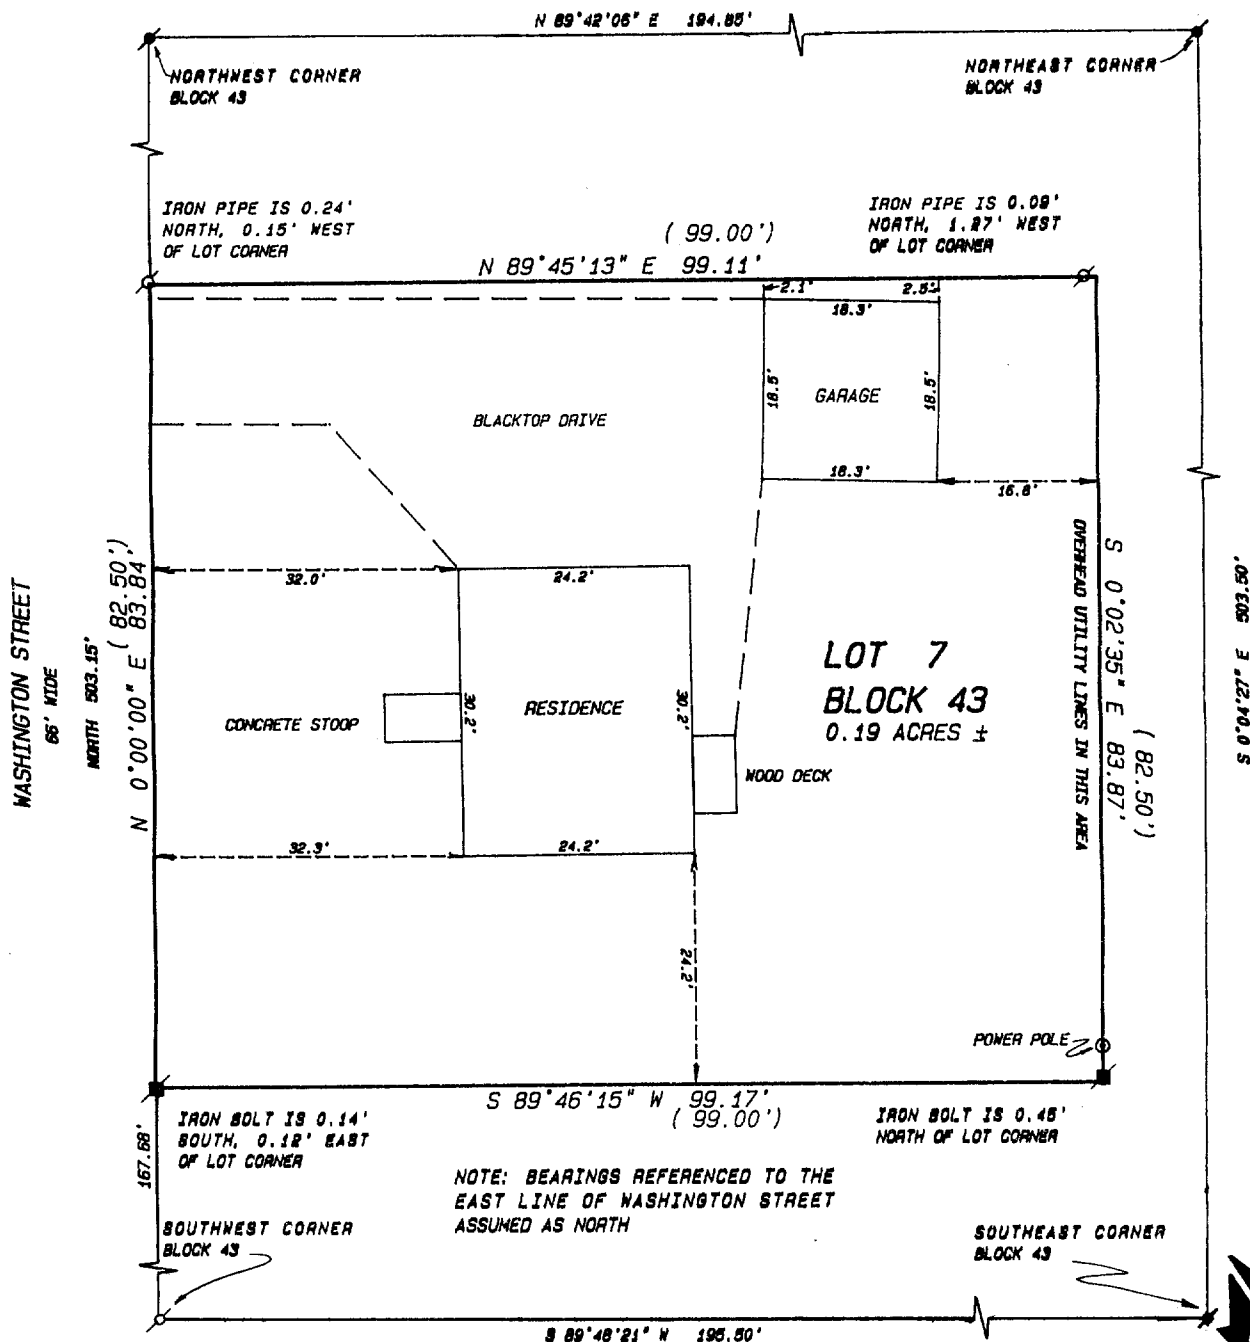 N 89°42'06" E 194.85'
NORTHWEST CORNER
BLOCK 43
NORTHEAST CORNER
BLOCK 43
IRON PIPE IS 0.24'
NORTH, 0.15' WEST
OF LOT CORNER
IRON PIPE IS 0.09'
NORTH, 1.27' WEST
OF LOT CORNER
(99.00')
N 89°45'13" E 99.11'
2.1'
2.5'
18.3'
18.5'
GARAGE
18.5'
18.3'
16.6'
BLACKTOP DRIVE
WASHINGTON STREET
66' WIDE
NORTH 503.15'
N 0°00'00" E 83.84'
(82.50')
32.0'
24.2'
CONCRETE STOOP
30.2'
RESIDENCE
30.2'
WOOD DECK
LOT 7
BLOCK 43
0.19 ACRES ±
OVERHEAD UTILITY LINES IN THIS AREA
S 0°02'35" E 83.87'
(82.50')
S 0°04'27" E 503.50'
32.3'
24.2'
24.2'
POWER POLE
S 89°46'15" W 99.17'
(99.00')
IRON BOLT IS 0.14'
SOUTH, 0.12' EAST
OF LOT CORNER
IRON BOLT IS 0.45'
NORTH OF LOT CORNER
167.68'
NOTE: BEARINGS REFERENCED TO THE
EAST LINE OF WASHINGTON STREET
ASSUMED AS NORTH
SOUTHWEST CORNER
BLOCK 43
SOUTHEAST CORNER
BLOCK 43
S 89°48'21" W 195.50'